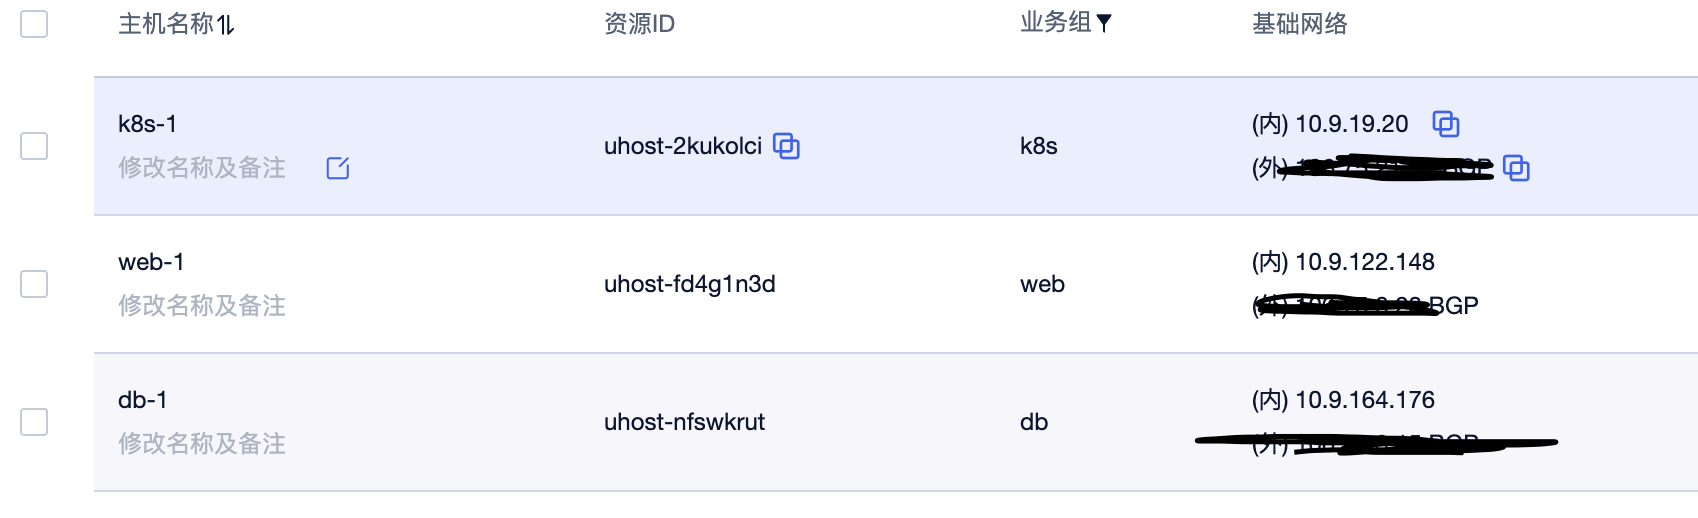 主机名称
资源ID
业务组
基础网络
k8s-1
修改名称及备注
uhost-2kukolci
k8s
(内) 10.9.19.20
(外)
web-1
修改名称及备注
uhost-fd4g1n3d
web
(内) 10.9.122.148
(外) BGP
db-1
修改名称及备注
uhost-nfswkrut
db
(内) 10.9.164.176
(外)